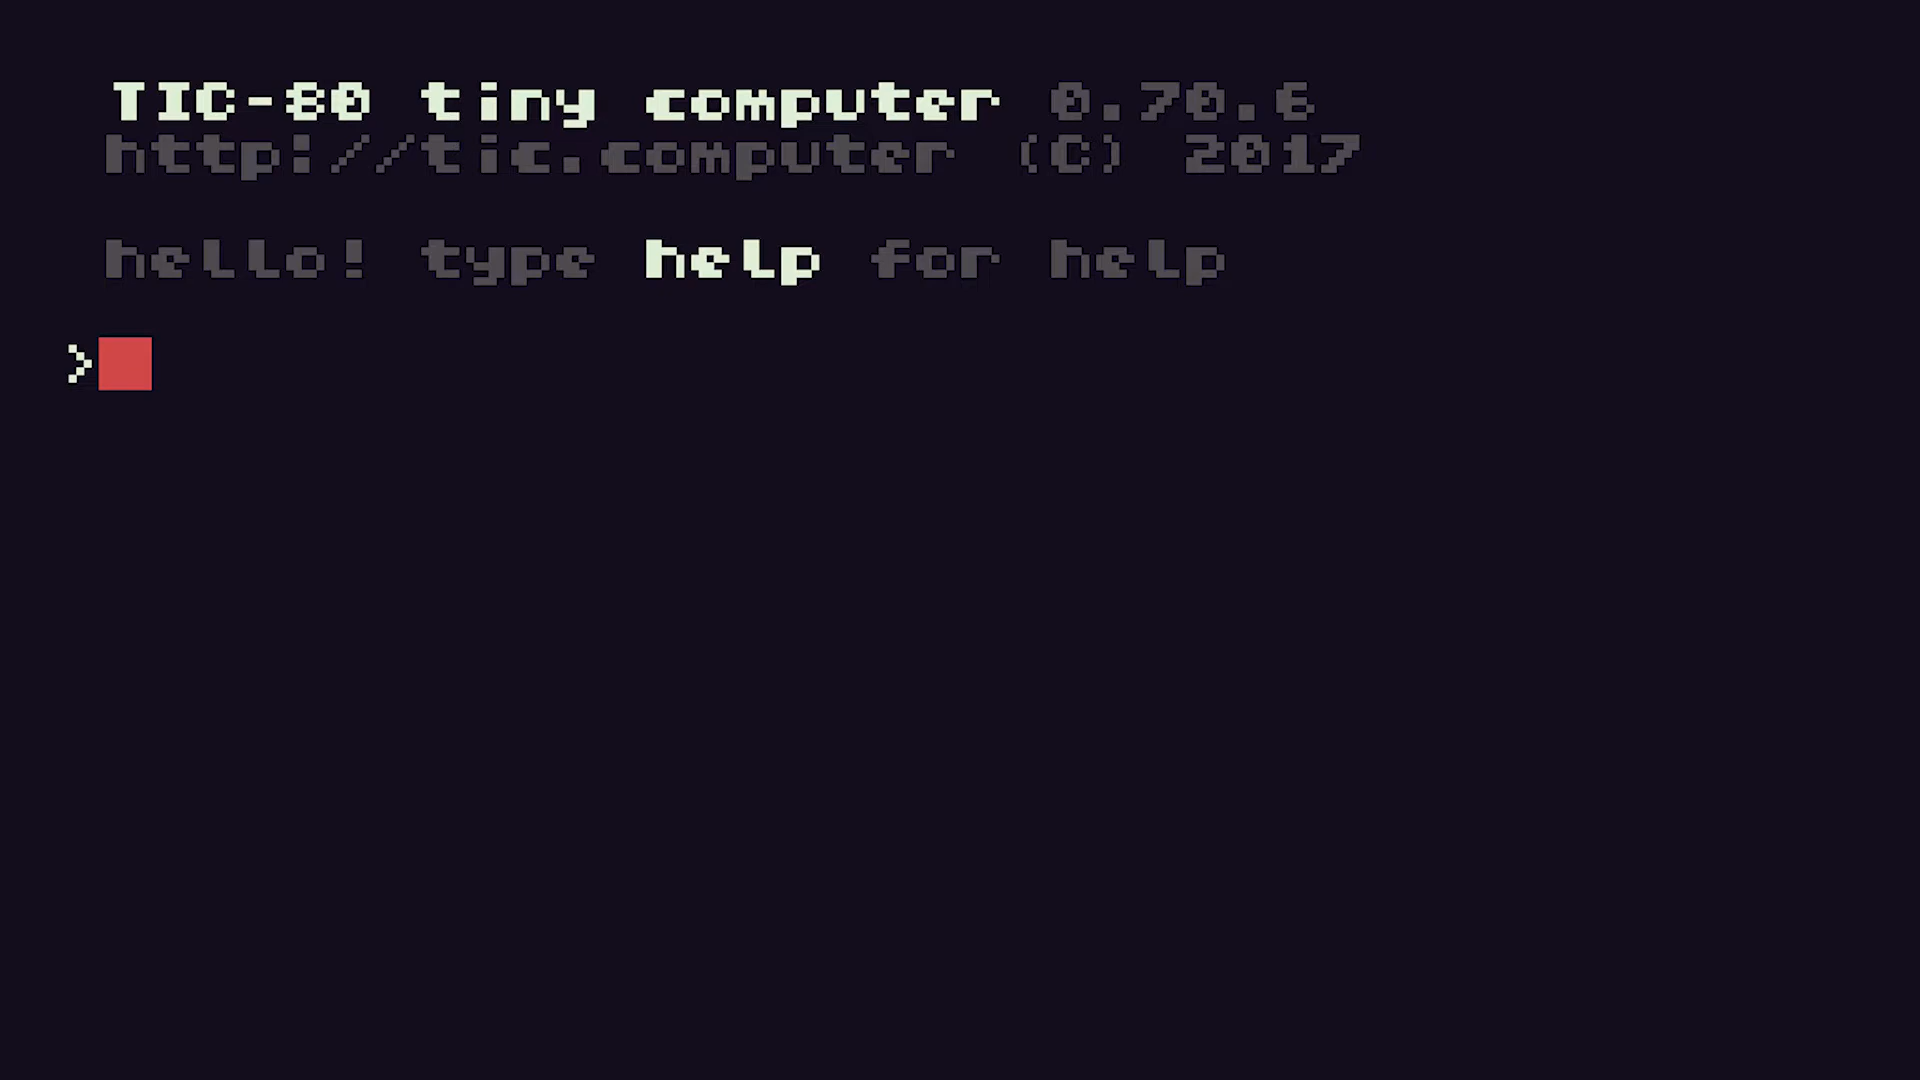 TIC-80 tiny computer 0.70.6
http://tic.computer (C) 2017
hello! type help for help
>